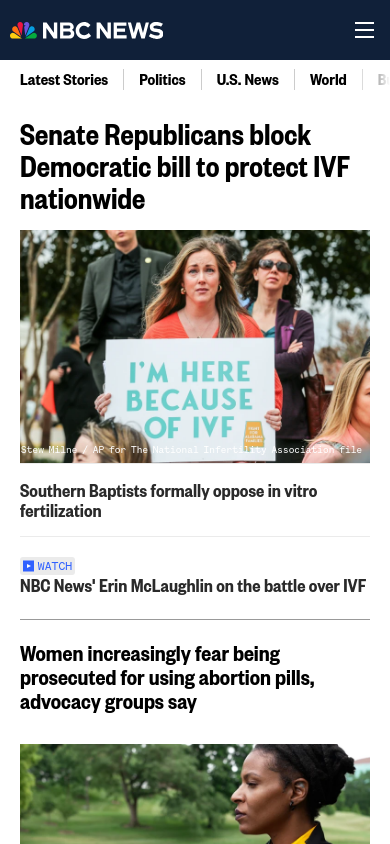 NBC NEWS
Latest Stories
Politics
U.S. News
World
Senate Republicans block
Democratic bill to protect IVF
nationwide
I'M HERE
BECAUSE
OF IVF
Stew Milne / AP for The National Infertility Association file
Southern Baptists formally oppose in vitro
fertilization
WATCH
NBC News' Erin McLaughlin on the battle over IVF
Women increasingly fear being
prosecuted for using abortion pills,
advocacy groups say